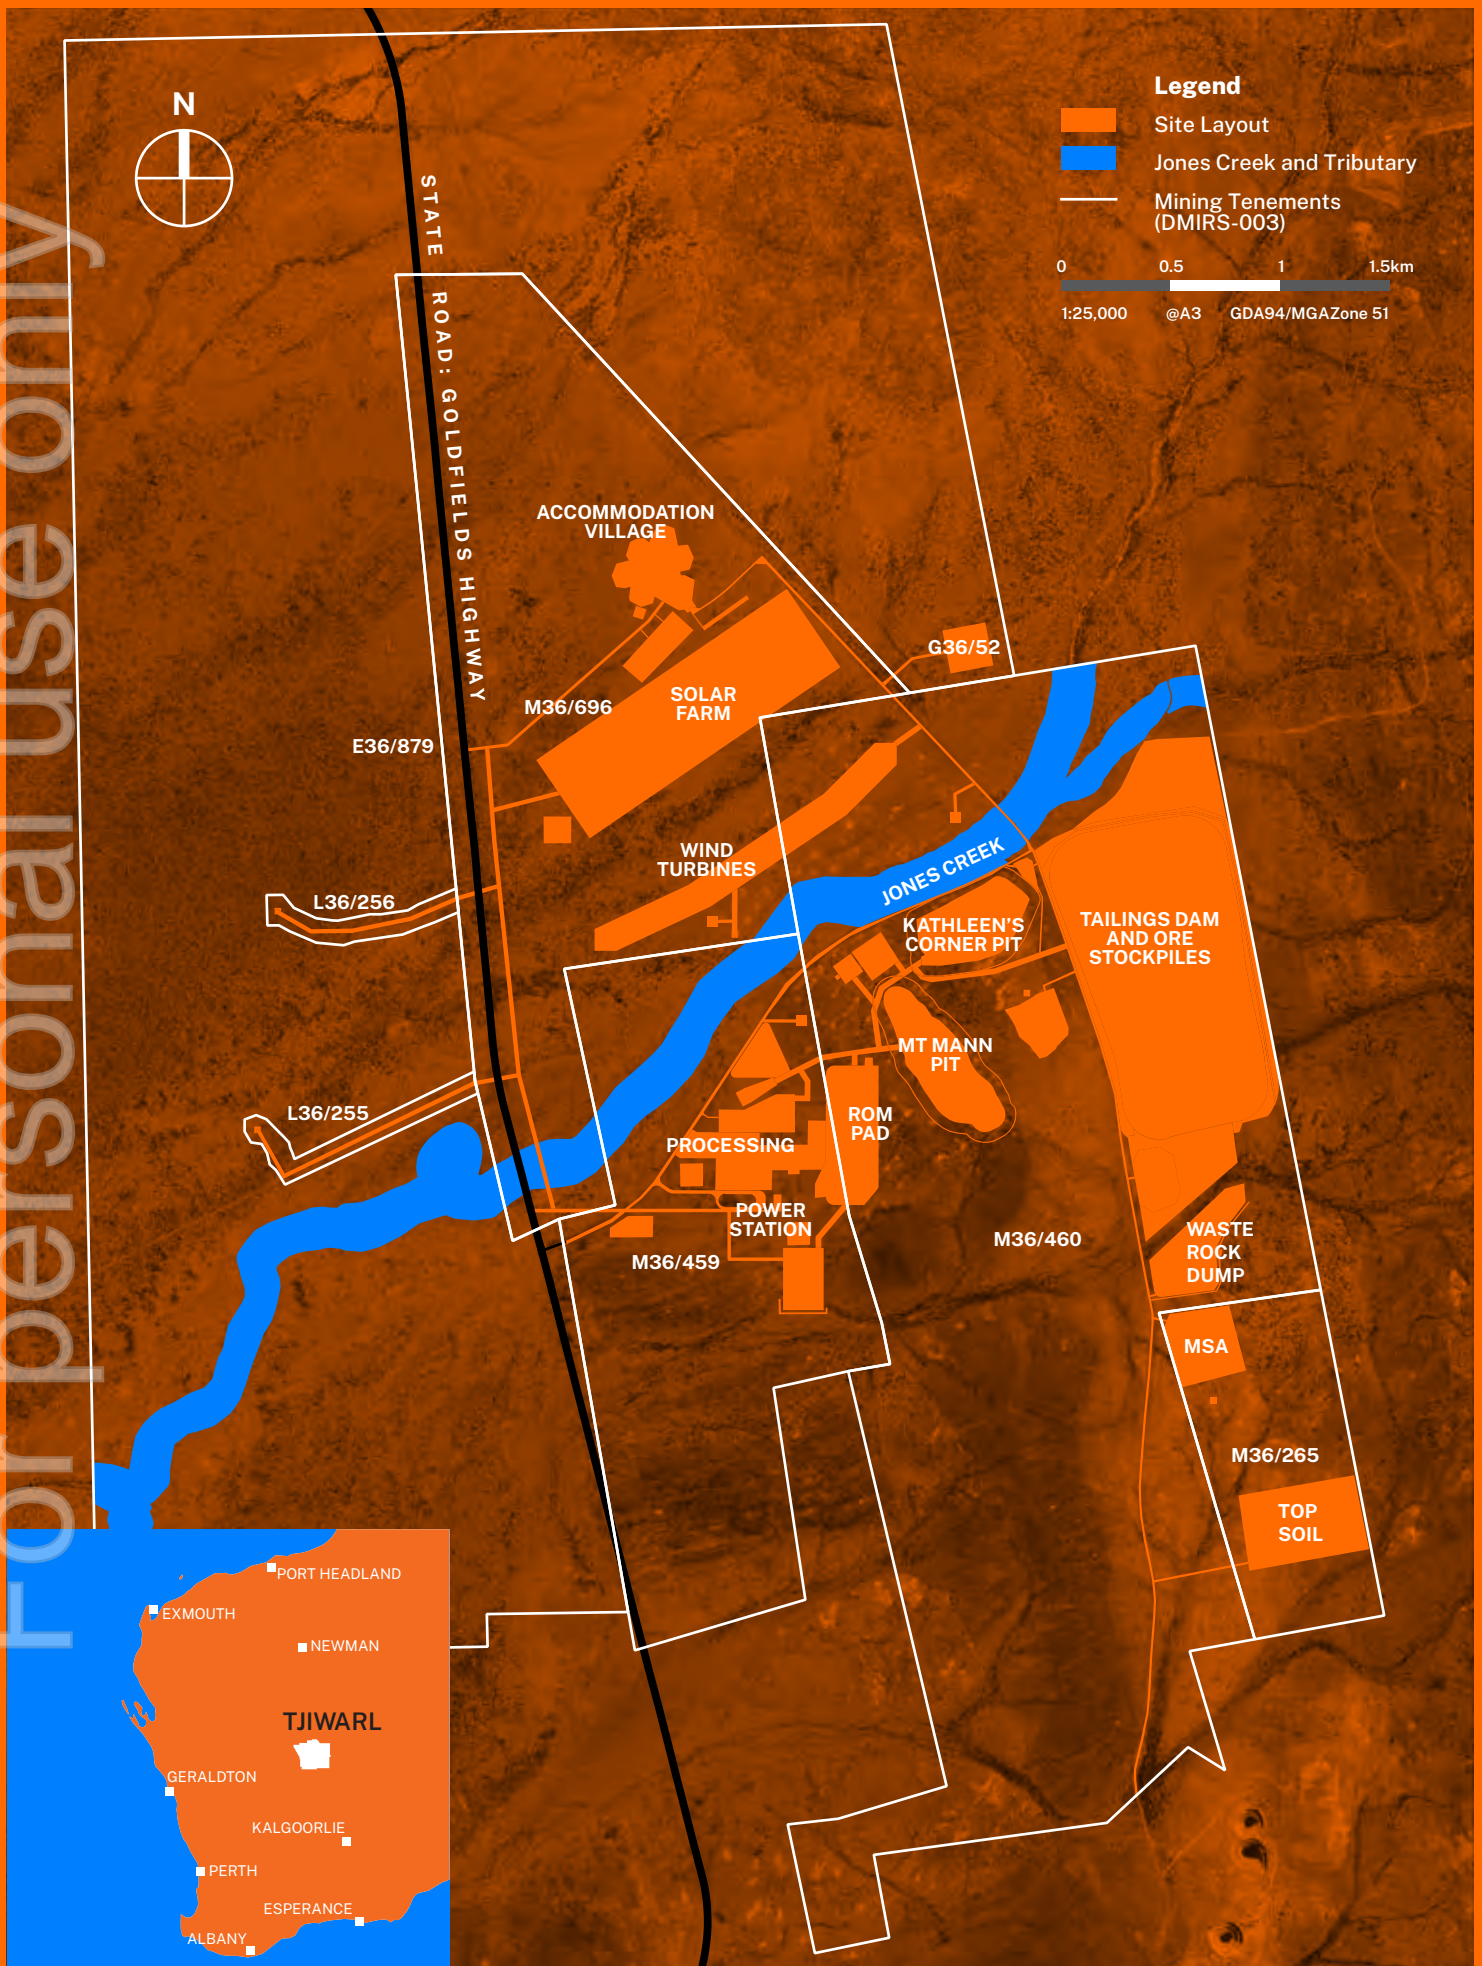 N
Legend
Site Layout
Jones Creek and Tributary
Mining Tenements
(DMIRS-003)
0 0.5 1 1.5km
1:25,000 @A3 GDA94/MGAZone 51
For personal use only
STATE ROAD: GOLDFIELDS HIGHWAY
ACCOMMODATION
VILLAGE
G36/52
SOLAR
FARM
M36/696
E36/879
WIND
TURBINES
JONES CREEK
L36/256
KATHLEEN'S
CORNER PIT
TAILINGS DAM
AND ORE
STOCKPILES
MT MANN
PIT
L36/255
ROM
PAD
PROCESSING
POWER
STATION
M36/459
M36/460
WASTE
ROCK
DUMP
MSA
M36/265
TOP
SOIL
PORT HEADLAND
EXMOUTH
NEWMAN
TJIWARL
GERALDTON
KALGOORLIE
PERTH
ESPERANCE
ALBANY